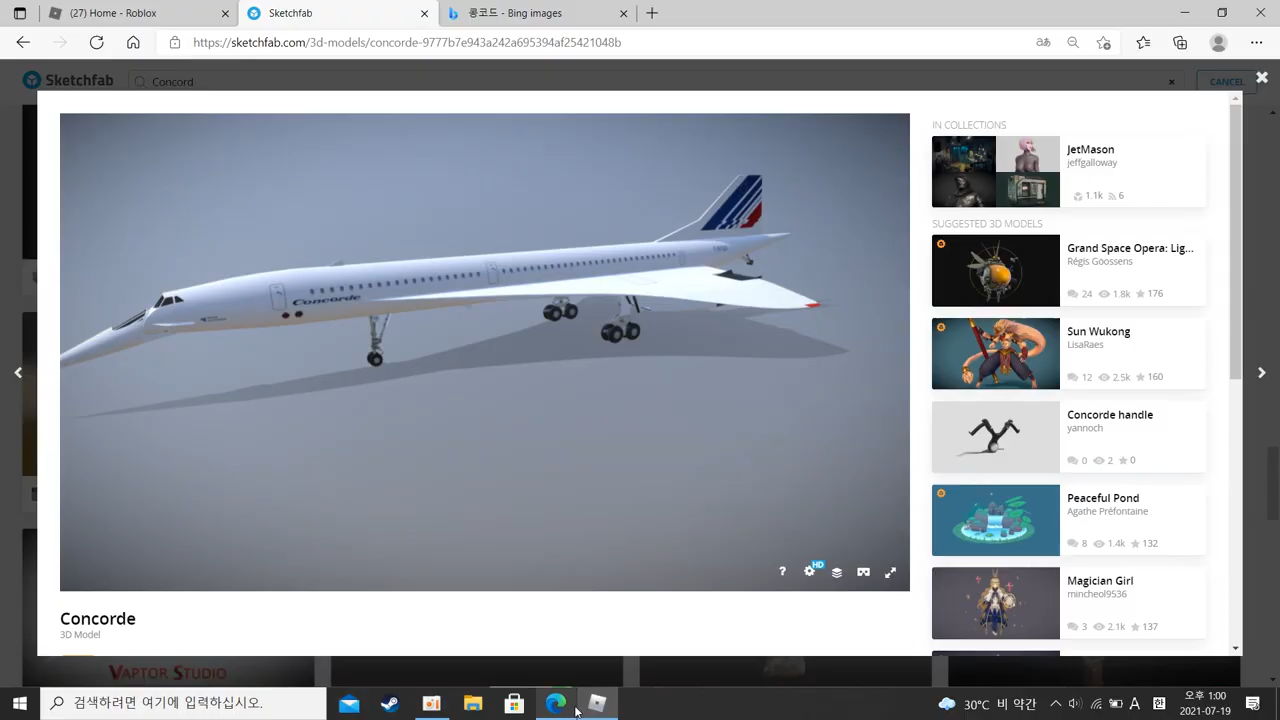 (27) Home - Roblox
Sketchfab
콩코드 - Bing images
https://sketchfab.com/3d-models/concorde-9777b7e943a242a695394af25421048b
Sketchfab
Concord
CANCEL
Concorde
HD
Concorde
3D Model
IN COLLECTIONS
JetMason
jeffgalloway
1.1k 6
SUGGESTED 3D MODELS
Grand Space Opera: Lig...
Régis Goossens
24 1.8k 176
Sun Wukong
LisaRaes
12 2.5k 160
Concorde handle
yannoch
0 2 0
Peaceful Pond
Agathe Préfontaine
8 1.4k 132
Magician Girl
mincheol9536
3 2.1k 137
VAPTOR STUDIO
검색하려면 여기에 입력하십시오.
30°C 비 약간
A
오후 1:00
2021-07-19